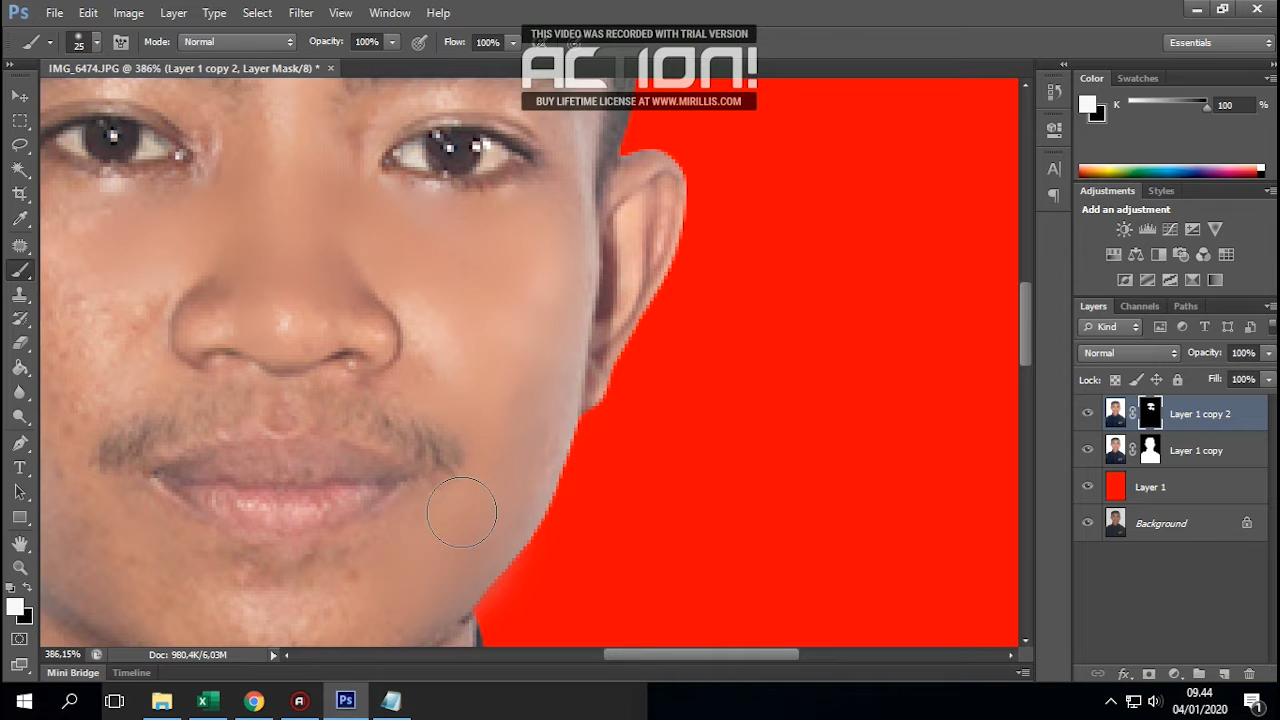 Ps File Edit Image Layer Type Select Filter View Window Help
THIS VIDEO WAS RECORDED WITH TRIAL VERSION
ACTION!
BUY LIFETIME LICENSE AT WWW.MIRILLIS.COM
25 Mode: Normal Opacity: 100% Flow: 100% Essentials
IMG_6474.JPG @ 386% (Layer 1 copy 2, Layer Mask/8) * ×
Color Swatches
K 100 %
Adjustments Styles
Add an adjustment
Layers Channels Paths
Kind
Normal Opacity: 100%
Lock: Fill: 100%
Layer 1 copy 2
Layer 1 copy
Layer 1
Background
386,15% Doc: 980,4K/6,03M
Mini Bridge Timeline
09.44
04/01/2020